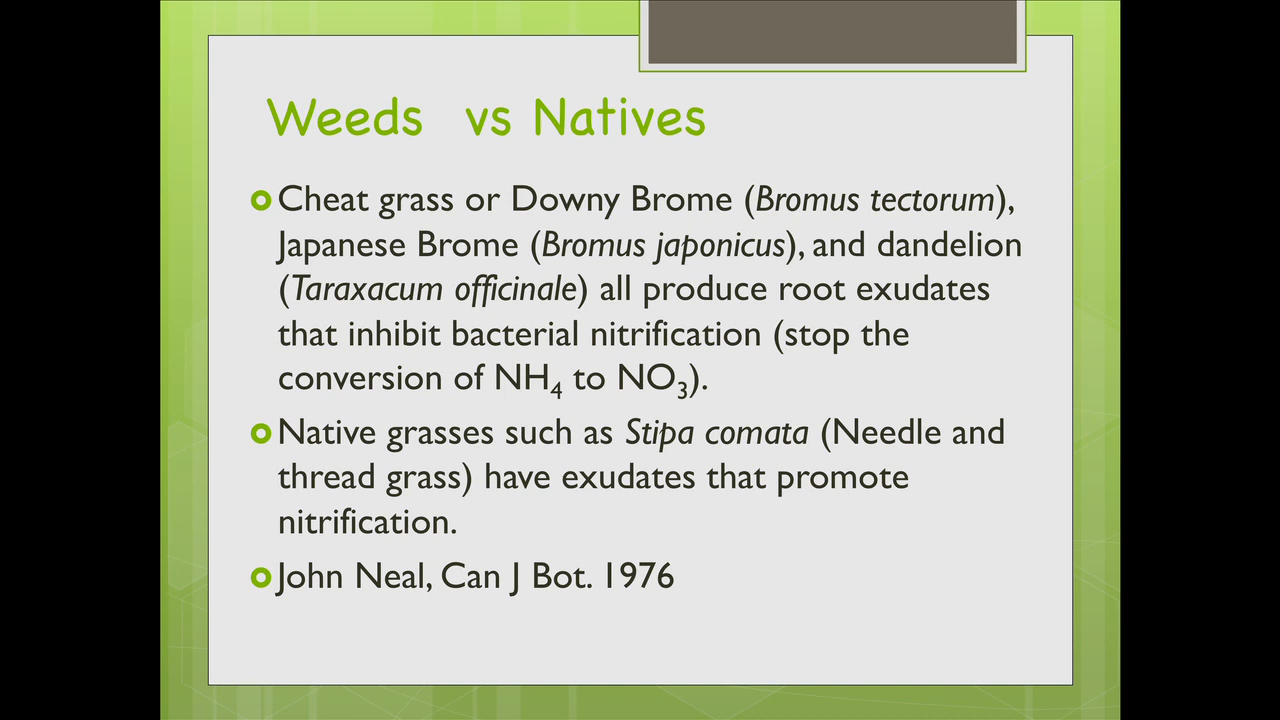 Weeds  vs Natives
Cheat grass or Downy Brome (Bromus tectorum),
Japanese Brome (Bromus japonicus), and dandelion
(Taraxacum officinale) all produce root exudates
that inhibit bacterial nitrification (stop the
conversion of NH₄ to NO₃).
Native grasses such as Stipa comata (Needle and
thread grass) have exudates that promote
nitrification.
John Neal, Can J Bot. 1976